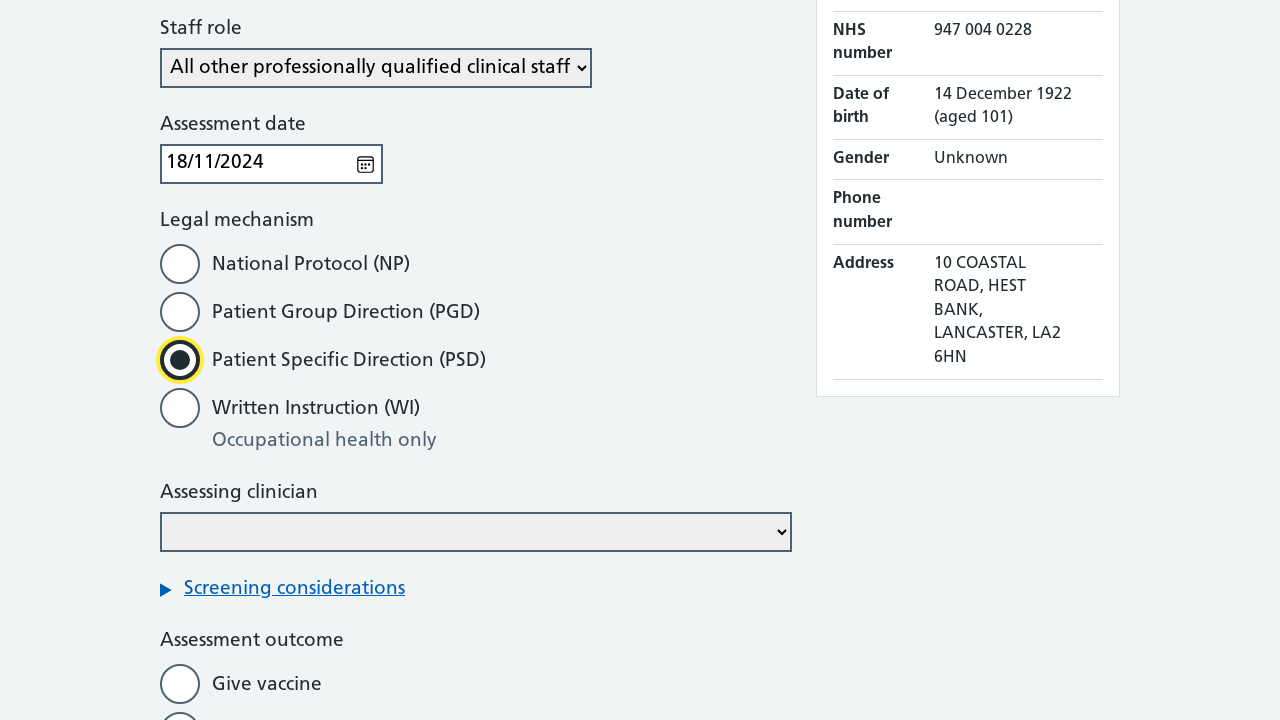 Staff role
All other professionally qualified clinical staff
Assessment date
18/11/2024
Legal mechanism
National Protocol (NP)
Patient Group Direction (PGD)
Patient Specific Direction (PSD)
Written Instruction (WI)
Occupational health only
Assessing clinician
Screening considerations
Assessment outcome
Give vaccine
NHS number
947 004 0228
Date of birth
14 December 1922 (aged 101)
Gender
Unknown
Phone number
Address
10 COASTAL
ROAD, HEST
BANK,
LANCASTER, LA2
6HN